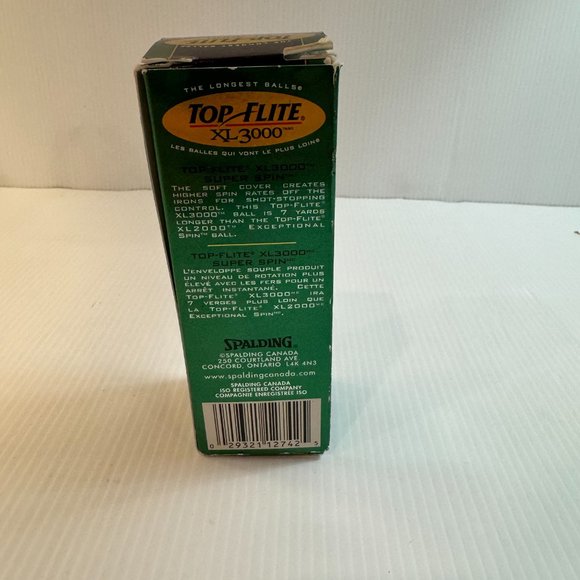 THE LONGEST BALLS®
TOP-FLITE®
XL3000
LES BALLES QUI VONT LE PLUS LOIN®
TOP-FLITE® XL3000
SUPER SPIN
THE SOFT COVER CREATES
HIGHER SPIN RATES OFF THE
IRONS FOR SHOT-STOPPING
CONTROL. THIS TOP-FLITE®
XL3000™ BALL IS 7 YARDS
LONGER THAN THE TOP-FLITE®
XL2000™ EXCEPTIONAL
SPIN™ BALL.
TOP-FLITE® XL3000
SUPER SPIN
L'ENVELOPPE SOUPLE PRODUIT
UN NIVEAU DE ROTATION PLUS
ÉLEVÉ AVEC LES FERS POUR UN
ARRÊT INSTANTANÉ. CETTE
TOP-FLITE® XL3000 IRA
7 VERGES PLUS LOIN QUE
LA TOP-FLITE® XL2000
EXCEPTIONAL SPIN
SPALDING®
©SPALDING CANADA
250 COURTLAND AVE.
CONCORD, ONTARIO L4K 4N3
www.spaldingcanada.com
SPALDING CANADA
ISO REGISTERED COMPANY
COMPAGNIE ENREGISTREE ISO
0 29321 12742 5